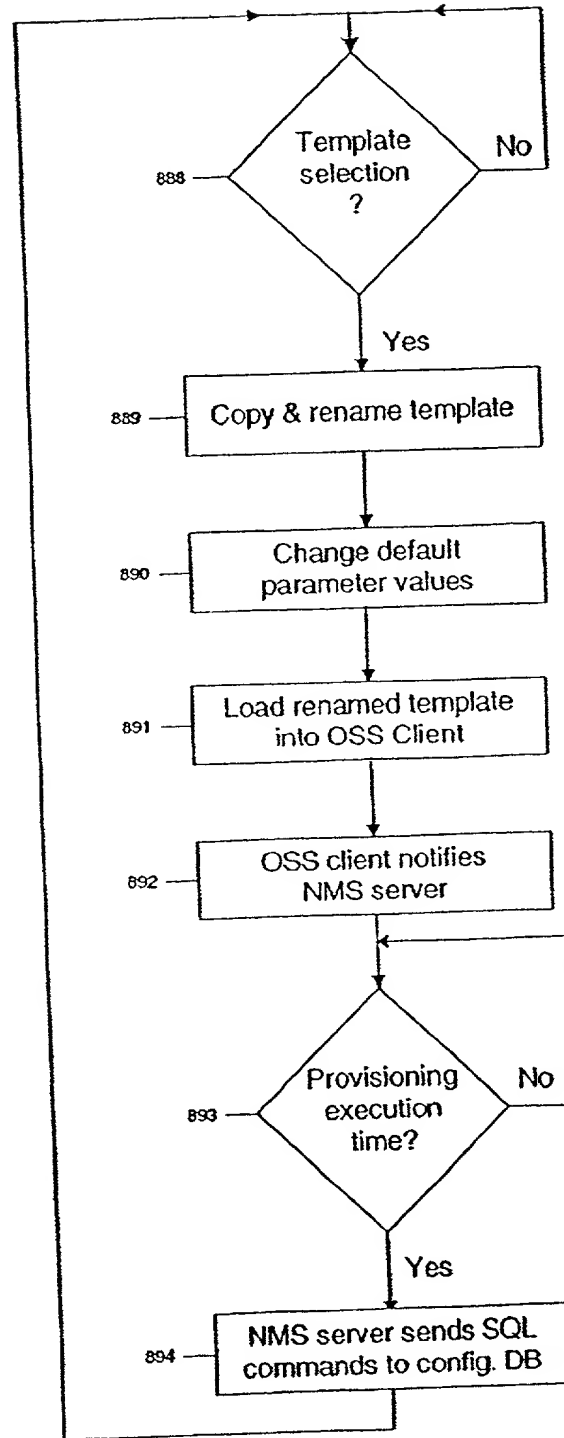 Template
selection
?
No
888
Yes
889
Copy & rename template
890
Change default
parameter values
891
Load renamed template
into OSS Client
892
OSS client notifies
NMS server
893
Provisioning
execution
time?
No
Yes
894
NMS server sends SQL
commands to config. DB